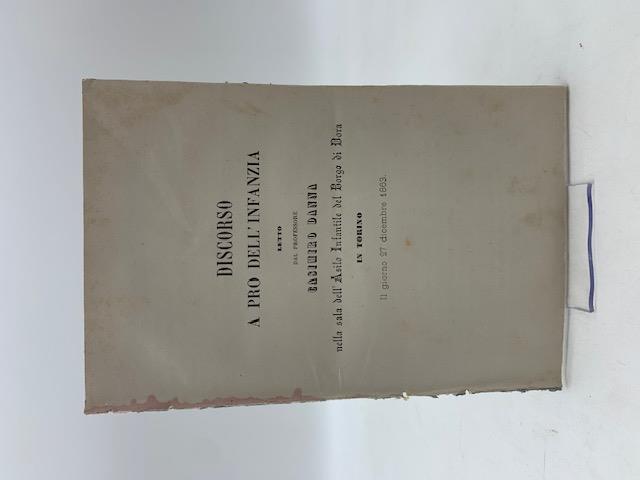 DISCORSO
A PRO DELL'INFANZIA
LETTO
DAL PROFESSORE
CASIMIRO DANNA
nella sala dell'Asilo Infantile del Borgo di Dora
IN TORINO
Il giorno 27 dicembre 1863.